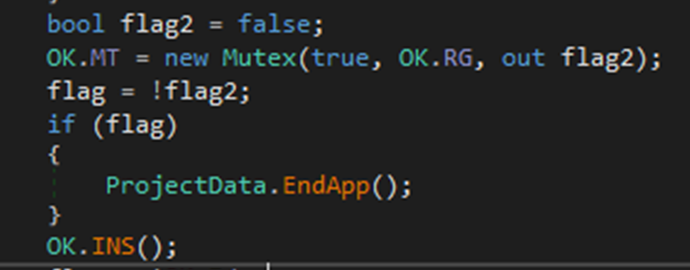 bool flag2 = false;
OK.MT = new Mutex(true, OK.RG, out flag2);
flag = !flag2;
if (flag)
{
ProjectData.EndApp();
}
OK.INS();